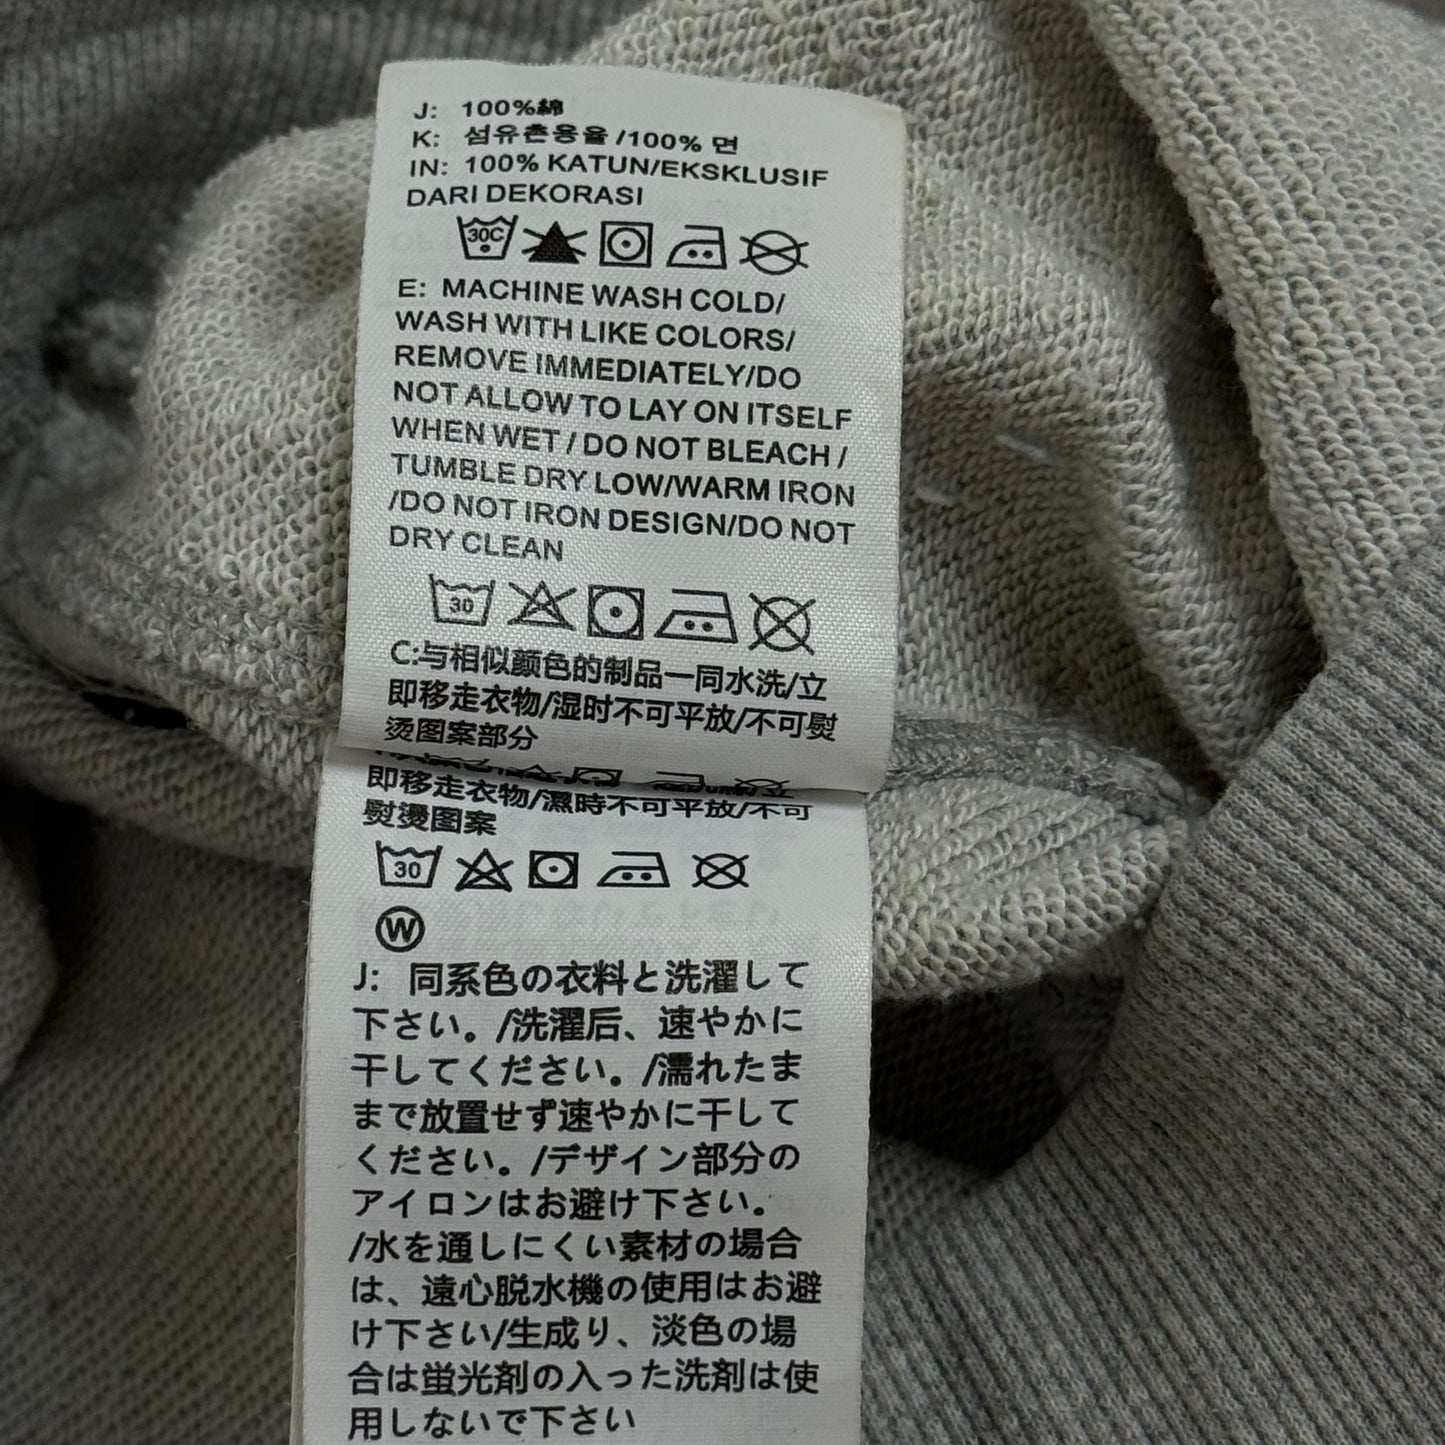 J: 100%綿
K: 섬유혼용율/100% 면
IN: 100% KATUN/EKSKLUSIF
DARI DEKORASI
30C
E: MACHINE WASH COLD/
WASH WITH LIKE COLORS/
REMOVE IMMEDIATELY/DO
NOT ALLOW TO LAY ON ITSELF
WHEN WET / DO NOT BLEACH /
TUMBLE DRY LOW/WARM IRON
/DO NOT IRON DESIGN/DO NOT
DRY CLEAN
30
C:与相似颜色的制品一同水洗/立
即移走衣物/湿时不可平放/不可熨
烫图案部分
即移走衣物/濕時不可平放/不可
熨燙图案
30
W
J: 同系色の衣料と洗濯して
下さい。/洗濯后、速やかに
干してください。/濡れたま
まで放置せず速やかに干して
ください。/デザイン部分の
アイロンはお避け下さい。
/水を通しにくい素材の場合
は、遠心脱水機の使用はお避
け下さい/生成り、淡色の場
合は蛍光剤の入った洗剤は使
用しないで下さい